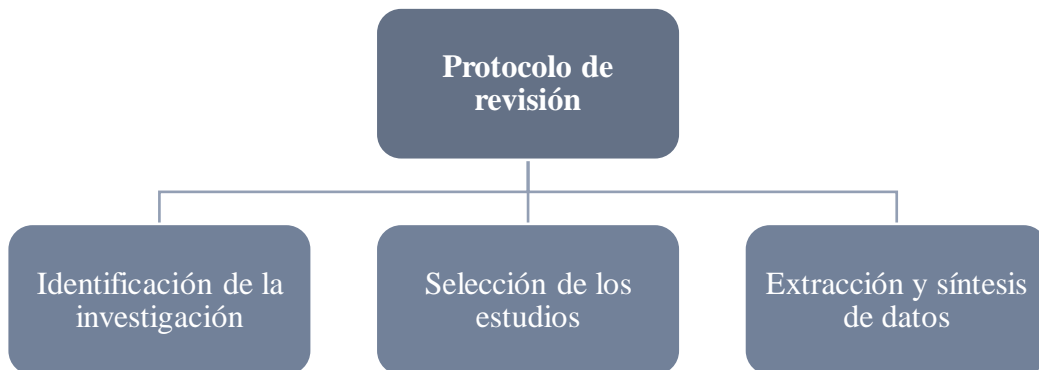 Protocolo de
revisión
Identificación de la
investigación
Selección de los
estudios
Extracción y síntesis
de datos